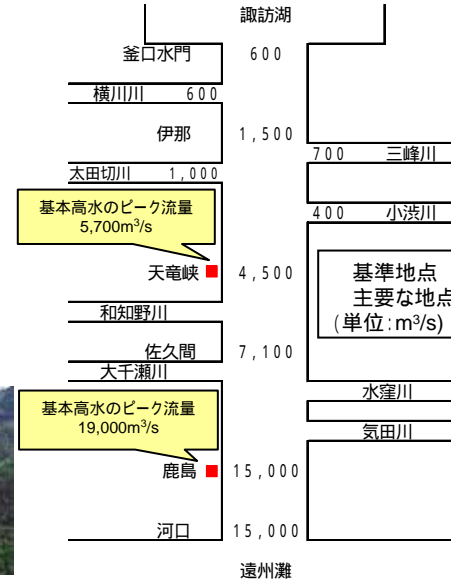 諏訪湖
釜口水門 600
横川川 600
伊那 1,500
700 三峰川
太田切川 1,000
基本高水のピーク流量
5,700m³/s
400 小渋川
天竜峡 4,500
基準地点
主要な地点
(単位:m³/s)
和知野川
佐久間 7,100
大千瀬川
水窪川
基本高水のピーク流量
19,000m³/s
気田川
鹿島 15,000
河口 15,000
遠州灘